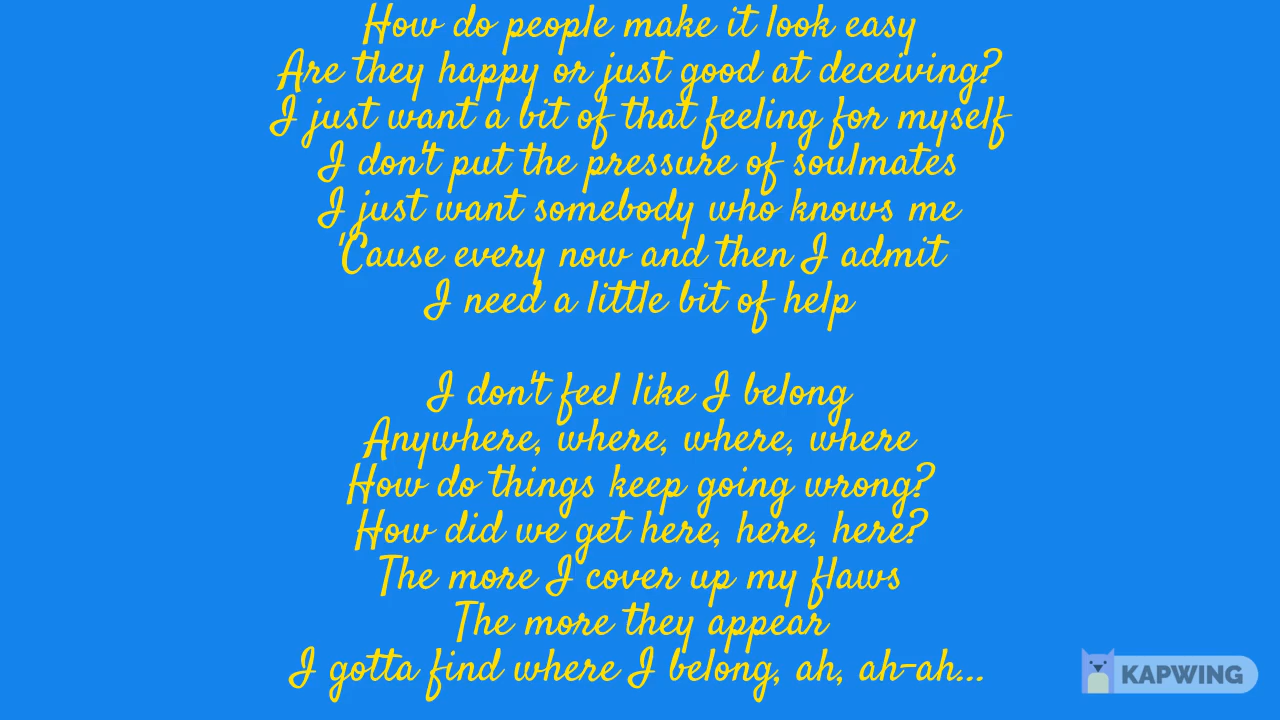 How do people make it look easy
Are they happy or just good at deceiving?
I just want a bit of that feeling for myself
I don't put the pressure of soulmates
I just want somebody who knows me
'Cause every now and then I admit
I need a little bit of help
I don't feel like I belong
Anywhere, where, where, where
How do things keep going wrong?
How did we get here, here, here?
The more I cover up my flaws
The more they appear
I gotta find where I belong, ah, ah-ah...
KAPWING